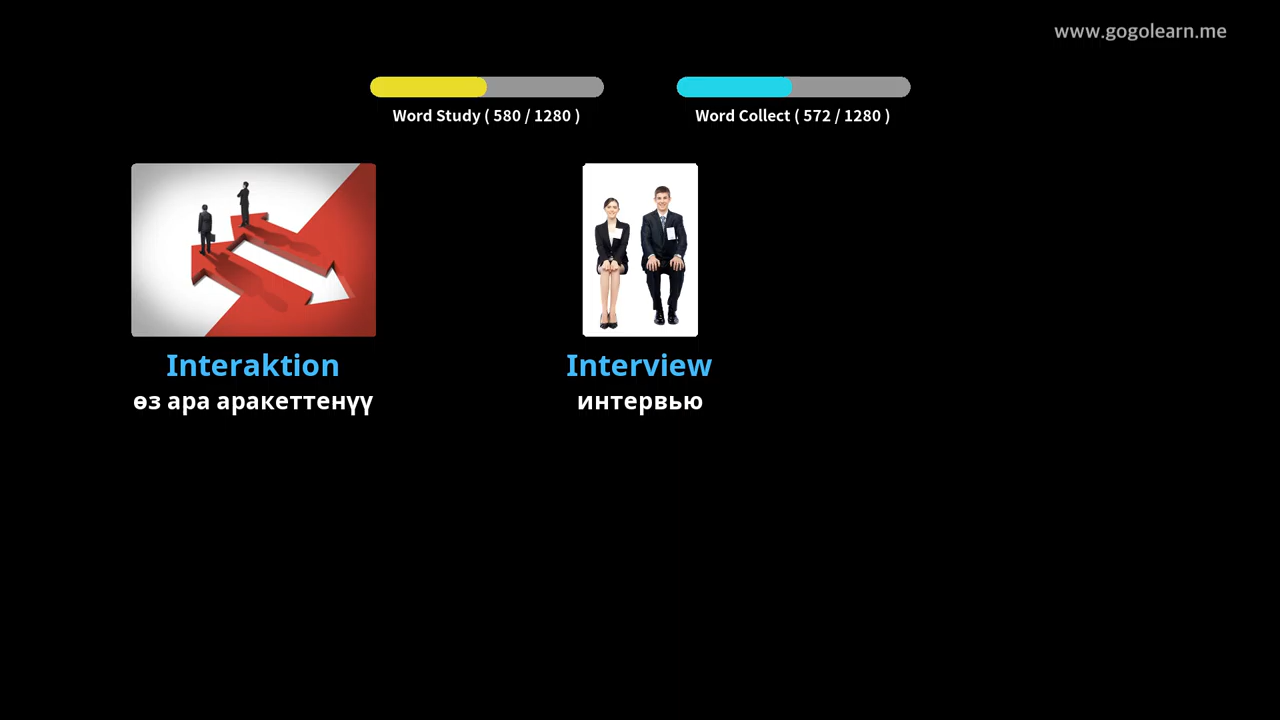 www.gogolearn.me
Word Study ( 580 / 1280 )
Word Collect ( 572 / 1280 )
Interaktion
өз ара аракеттенүү
Interview
интервью